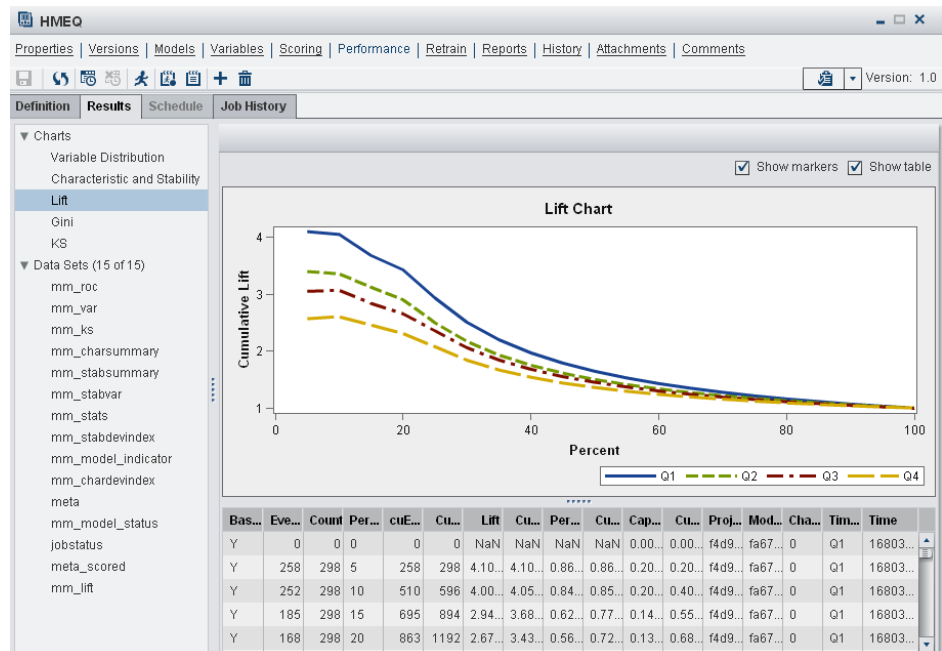 HMEQ
Properties | Versions | Models | Variables | Scoring | Performance | Retrain | Reports | History | Attachments | Comments
Version: 1.0
Definition Results Schedule Job History
Charts
Variable Distribution
Characteristic and Stability
Lift
Gini
KS
Data Sets (15 of 15)
mm_roc
mm_var
mm_ks
mm_charsummary
mm_stabsummary
mm_stabvar
mm_stats
mm_stabdevindex
mm_model_indicator
mm_chardevindex
meta
mm_model_status
jobstatus
meta_scored
mm_lift
Show markers Show table
Lift Chart
Cumulative Lift
4
3
2
1
0 20 40 60 80 100
Percent
Q1 Q2 Q3 Q4
Bas... Eve... Count Per... cuE... Cu... Lift Cu... Per... Cu... Cap... Cu... Proj... Mod... Cha... Tim... Time
Y 0 0 0 0 0 NaN NaN NaN NaN 0.00... 0.00... f4d9... fa67... 0 Q1 16803...
Y 258 298 5 258 298 4.10... 4.10... 0.86... 0.86... 0.20... 0.20... f4d9... fa67... 0 Q1 16803...
Y 252 298 10 510 596 4.00... 4.05... 0.84... 0.85... 0.20... 0.40... f4d9... fa67... 0 Q1 16803...
Y 185 298 15 695 894 2.94... 3.68... 0.62... 0.77... 0.14... 0.55... f4d9... fa67... 0 Q1 16803...
Y 168 298 20 863 1192 2.67... 3.43... 0.56... 0.72... 0.13... 0.68... f4d9... fa67... 0 Q1 16803...